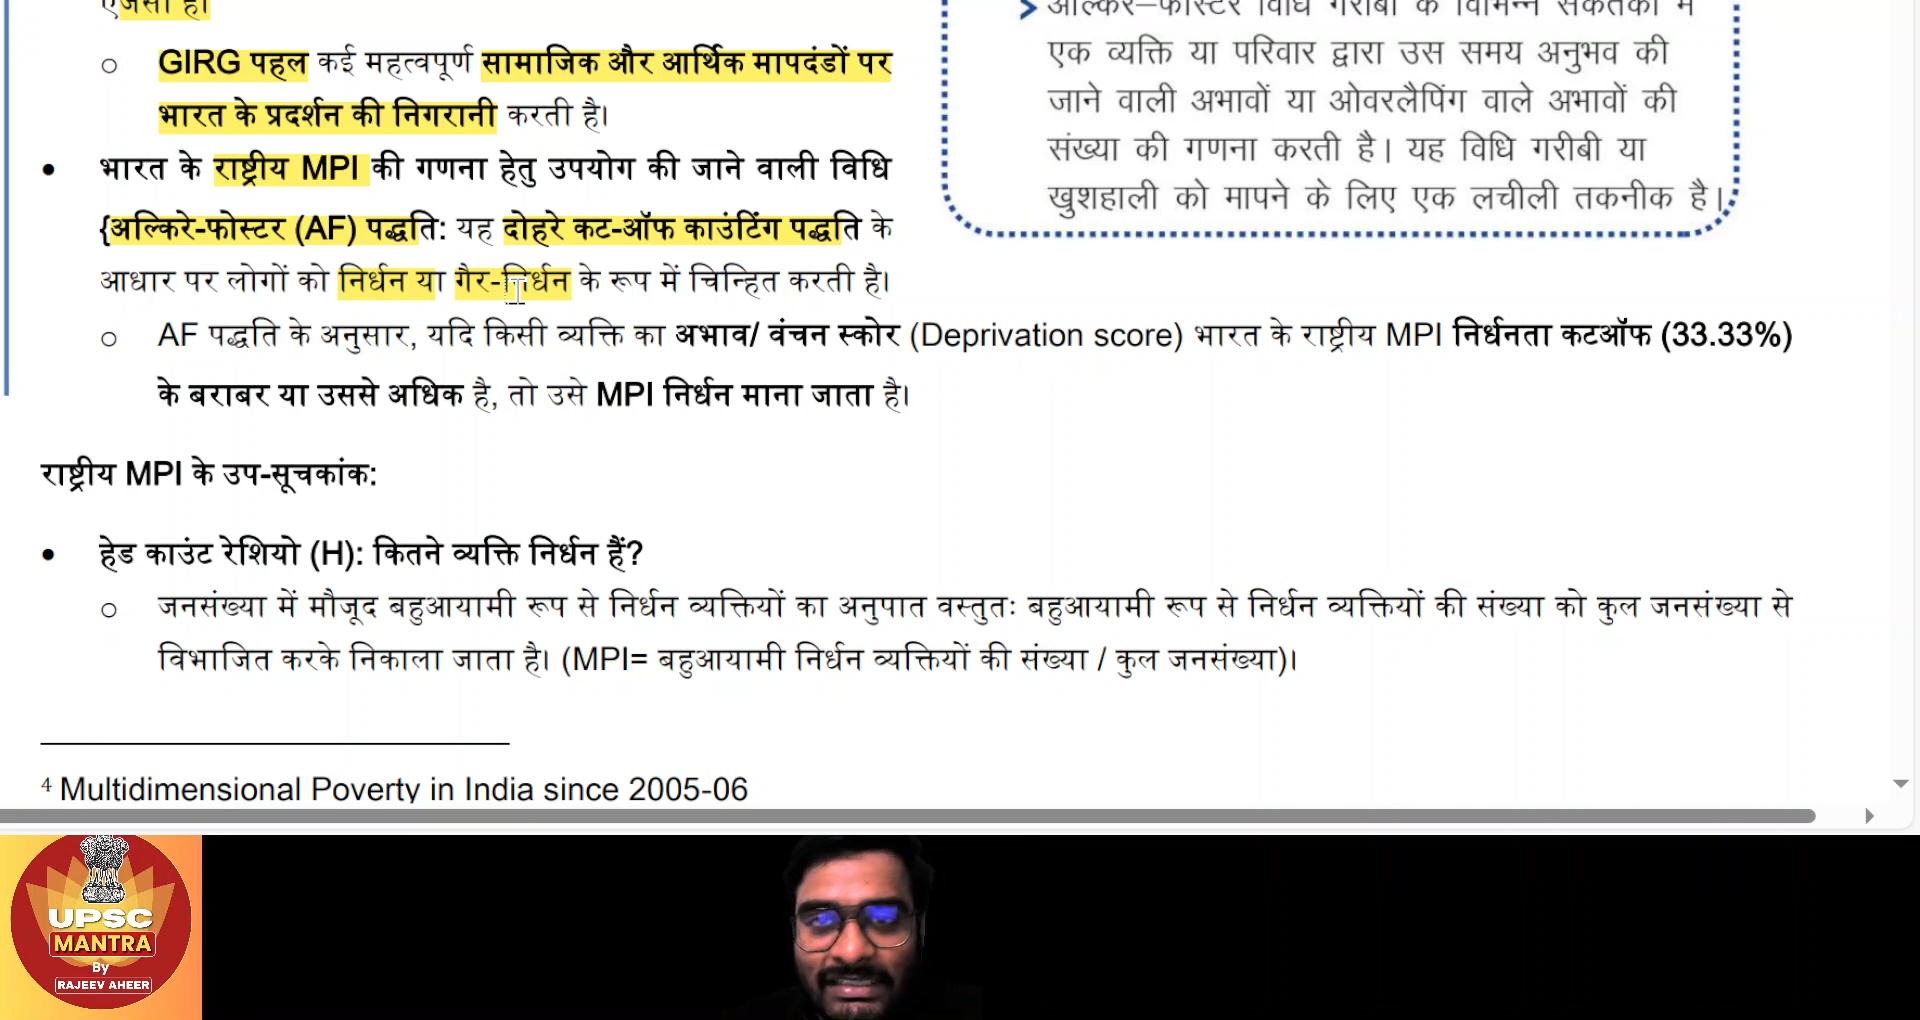 एजेंसी है।
○ GIRG पहल कई महत्वपूर्ण सामाजिक और आर्थिक मापदंडों पर
भारत के प्रदर्शन की निगरानी करती है।
• भारत के राष्ट्रीय MPI की गणना हेतु उपयोग की जाने वाली विधि
{अल्किरे-फोस्टर (AF) पद्धति: यह दोहरे कट-ऑफ काउंटिंग पद्धति के
आधार पर लोगों को निर्धन या गैर-निर्धन के रूप में चिन्हित करती है।
➤ अल्किरे–फोस्टर विधि गरीबी के विभिन्न संकेतकों में
एक व्यक्ति या परिवार द्वारा उस समय अनुभव की
जाने वाली अभावों या ओवरलैपिंग वाले अभावों की
संख्या की गणना करती है। यह विधि गरीबी या
खुशहाली को मापने के लिए एक लचीली तकनीक है।
○ AF पद्धति के अनुसार, यदि किसी व्यक्ति का अभाव/ वंचन स्कोर (Deprivation score) भारत के राष्ट्रीय MPI निर्धनता कटऑफ (33.33%)
के बराबर या उससे अधिक है, तो उसे MPI निर्धन माना जाता है।
राष्ट्रीय MPI के उप-सूचकांक:
• हेड काउंट रेशियो (H): कितने व्यक्ति निर्धन हैं?
○ जनसंख्या में मौजूद बहुआयामी रूप से निर्धन व्यक्तियों का अनुपात वस्तुतः बहुआयामी रूप से निर्धन व्यक्तियों की संख्या को कुल जनसंख्या से
विभाजित करके निकाला जाता है। (MPI= बहुआयामी निर्धन व्यक्तियों की संख्या / कुल जनसंख्या)।
4 Multidimensional Poverty in India since 2005-06
UPSC
MANTRA
By
RAJEEV AHEER